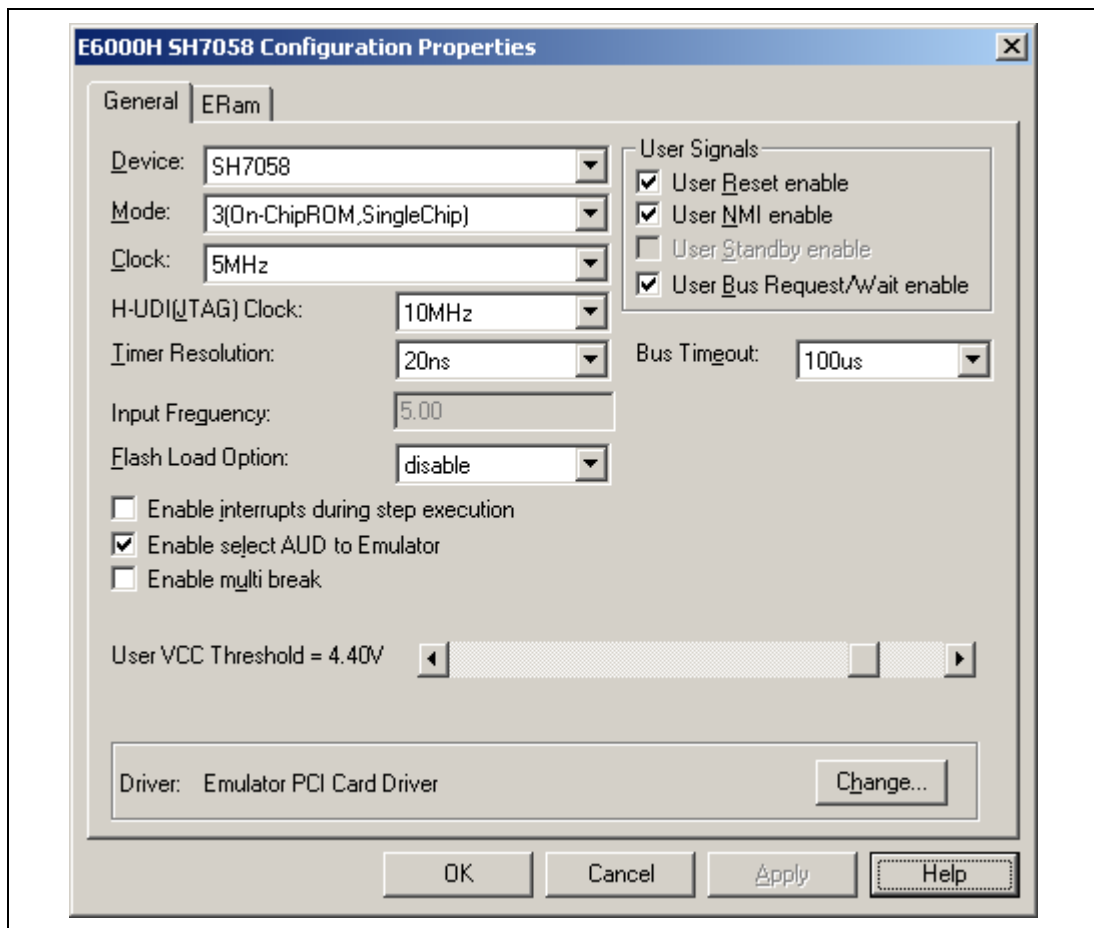 E6000H SH7058 Configuration Properties
General ERam
Device: SH7058
Mode: 3(On-ChipROM,SingleChip)
Clock: 5MHz
H-UDI(JTAG) Clock: 10MHz
Timer Resolution: 20ns
Input Freguency: 5.00
Flash Load Option: disable
Enable interrupts during step execution
Enable select AUD to Emulator
Enable multi break
User Signals
User Reset enable
User NMI enable
User Standby enable
User Bus Request/Wait enable
Bus Timeout: 100us
User VCC Threshold = 4.40V
Driver: Emulator PCI Card Driver
Change...
OK Cancel Apply Help